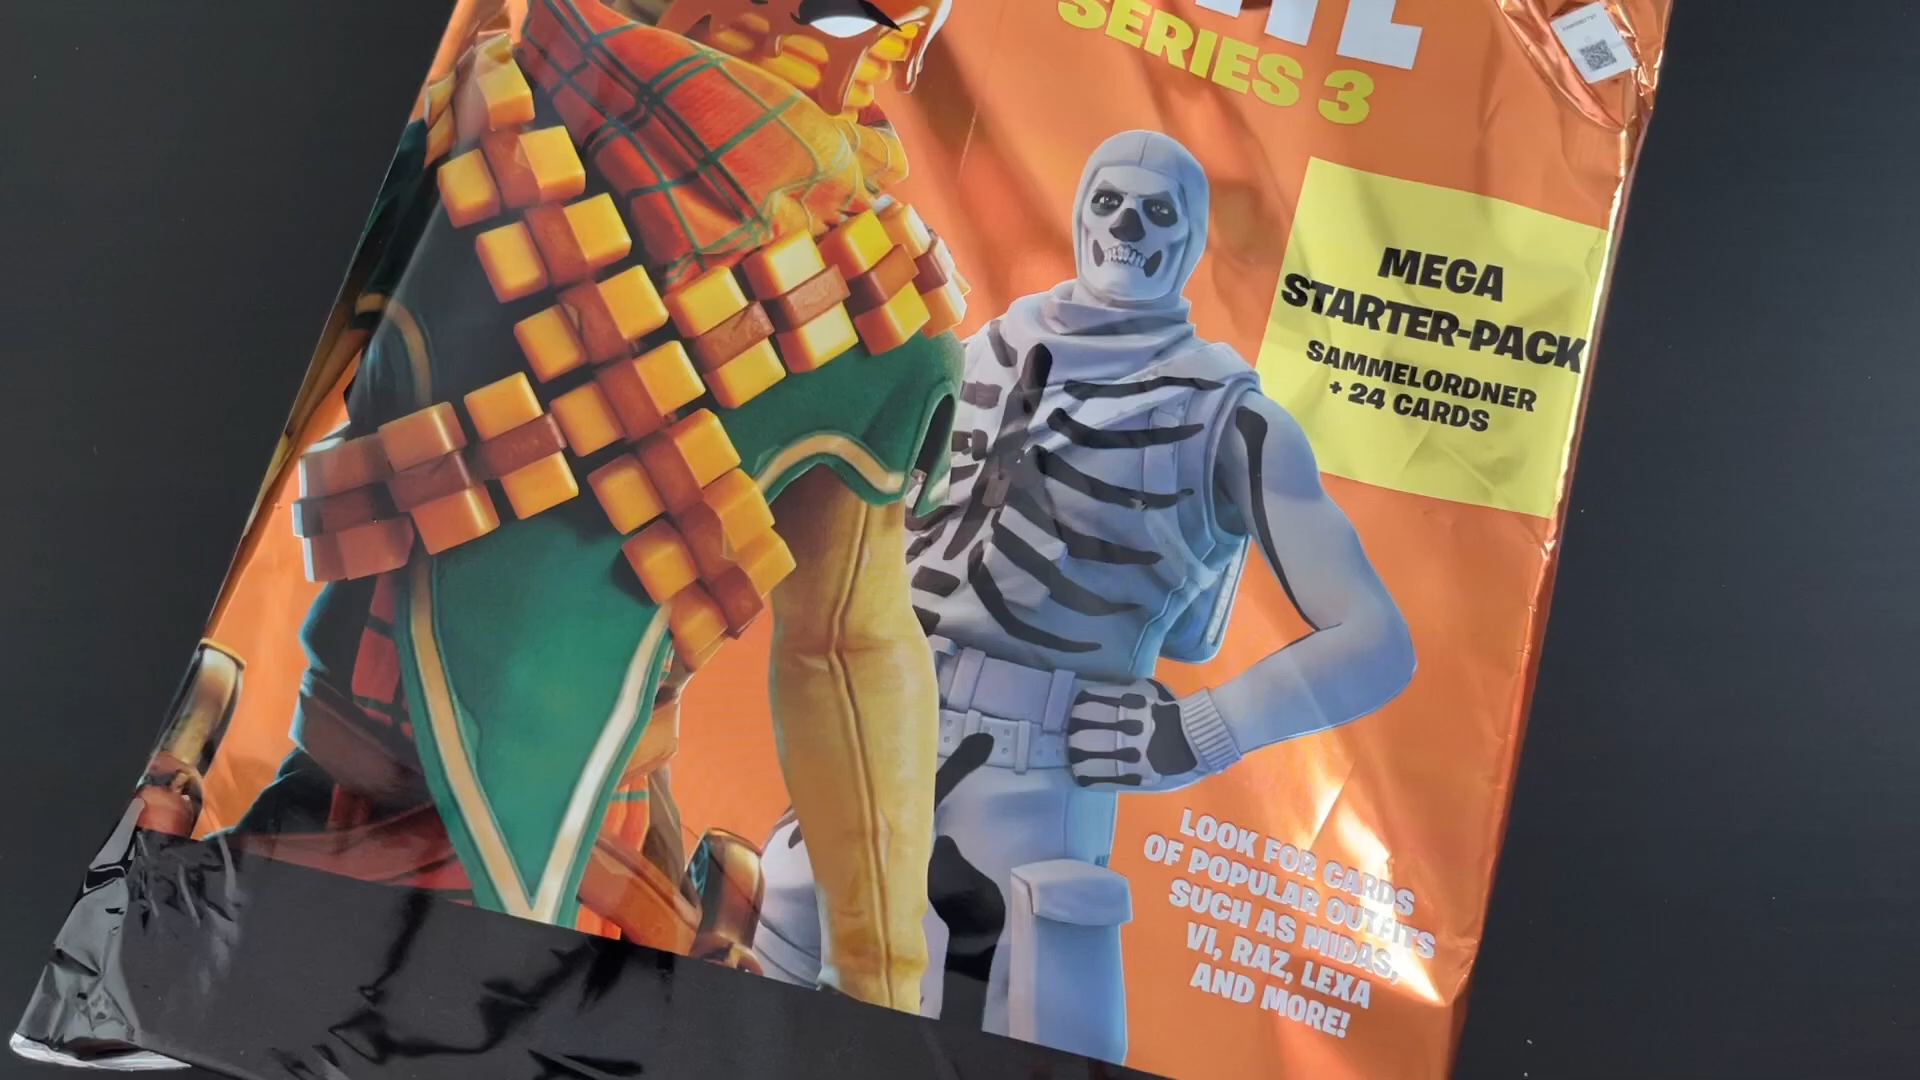 SERIES 3
MEGA
STARTER-PACK
SAMMELORDNER
+ 24 CARDS
LOOK FOR CARDS
OF POPULAR OUTFITS
SUCH AS MIDAS,
VI, RAZ, LEXA
AND MORE!